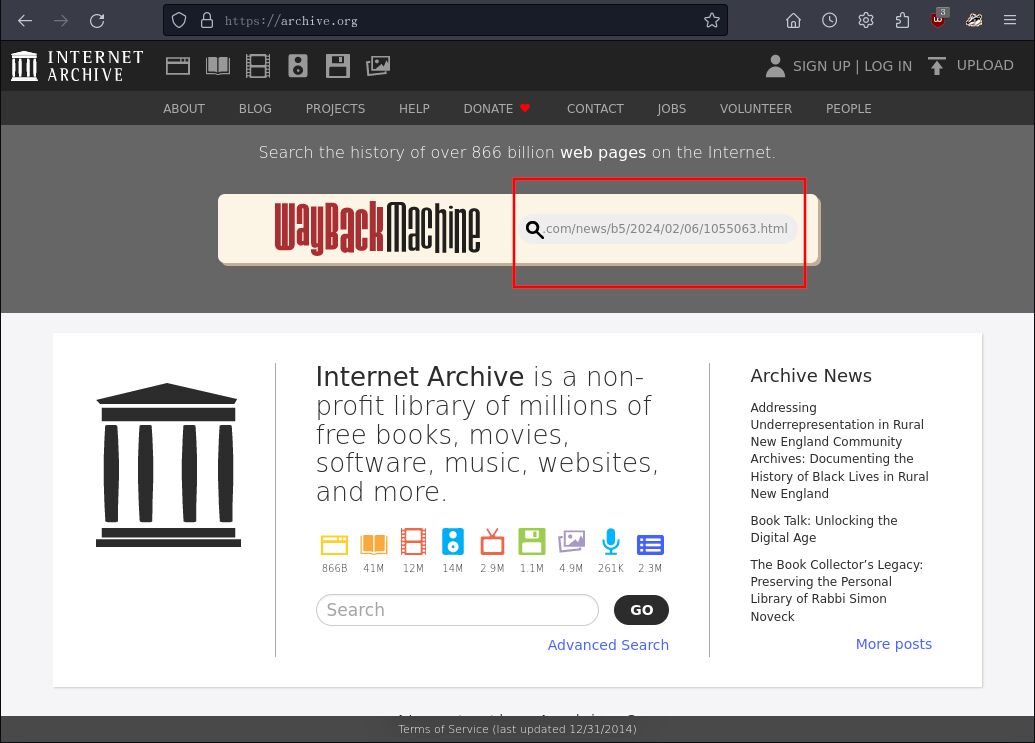 https://archive.org
3
INTERNET
ARCHIVE
SIGN UP | LOG IN
UPLOAD
ABOUT BLOG PROJECTS HELP DONATE CONTACT JOBS VOLUNTEER PEOPLE
Search the history of over 866 billion web pages on the Internet.
WayBackMachine
.com/news/b5/2024/02/06/1055063.html
Internet Archive is a non-
profit library of millions of
free books, movies,
software, music, websites,
and more.
866B 41M 12M 14M 2.9M 1.1M 4.9M 261K 2.3M
Search
GO
Advanced Search
Archive News
Addressing
Underrepresentation in Rural
New England Community
Archives: Documenting the
History of Black Lives in Rural
New England
Book Talk: Unlocking the
Digital Age
The Book Collector’s Legacy:
Preserving the Personal
Library of Rabbi Simon
Noveck
More posts
Terms of Service (last updated 12/31/2014)